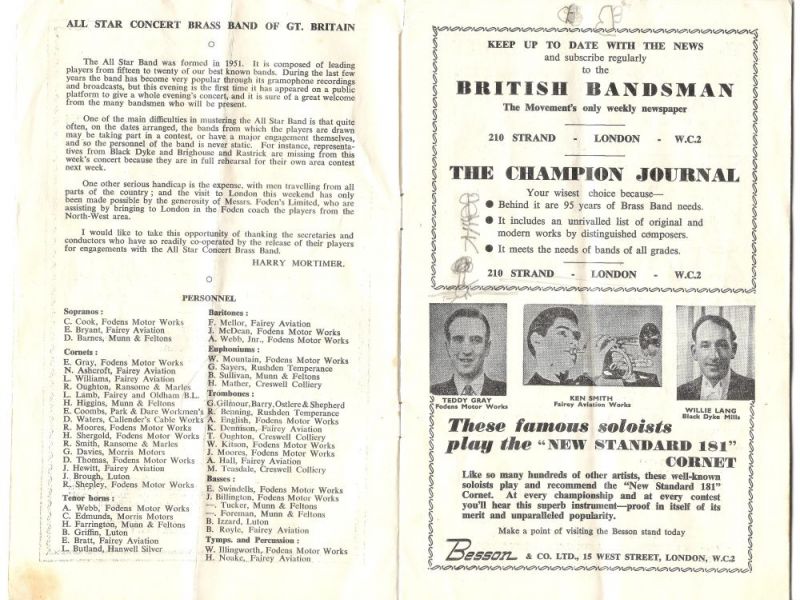 ALL STAR CONCERT BRASS BAND OF GT. BRITAIN
The All Star Band was formed in 1951. It is composed of leading
players from fifteen to twenty of our best known bands. During the last few
years the band has become very popular through its gramophone recordings
and broadcasts, but this evening is the first time it has appeared on a public
platform to give a whole evening's concert, and it is sure of a great welcome
from the many bandsmen who will be present.
One of the main difficulties in mustering the All Star Band is that quite
often, on the dates arranged, the bands from which the players are drawn
may be taking part in a contest, or have a major engagement themselves,
and so the personnel of the band is never static. For instance, representa-
tives from Black Dyke and Brighouse and Rastrick are missing from this
week's concert because they are in full rehearsal for their own area contest
next week.
One other serious handicap is the expense, with men travelling from all
parts of the country; and the visit to London this weekend has only
been made possible by the generosity of Messrs. Foden's Limited, who are
assisting by bringing to London in the Foden coach the players from the
North-West area.
I would like to take this opportunity of thanking the secretaries and
conductors who have so readily co-operated by the release of their players
for engagements with the All Star Concert Brass Band.
HARRY MORTIMER.
PERSONNEL
Sopranos :
C. Cook, Fodens Motor Works
E. Bryant, Fairey Aviation
D. Barnes, Munn & Feltons
Cornets :
E. Gray, Fodens Motor Works
N. Ashcroft, Fairey Aviation
L. Williams, Fairey Aviation
R. Oughton, Ransome & Marles
L. Lamb, Fairey and Oldham B.L.
H. Higgins, Munn & Feltons
E. Coombs, Park & Dare Workmen's
D. Waters, Callender's Cable Works
R. Moores, Fodens Motor Works
H. Shergold, Fodens Motor Works
R. Smith, Ransome & Marles
G. Davies, Morris Motors
D. Thomas, Fodens Motor Works
J. Hewitt, Fairey Aviation
J. Brough, Luton
R. Shepley, Fodens Motor Works
Tenor horns :
A. Webb, Fodens Motor Works
C. Edmunds, Morris Motors
H. Farrington, Munn & Feltons
B. Griffin, Luton
E. Bratt, Fairey Aviation
L. Butland, Hanwell Silver
Baritones :
F. Mellor, Fairey Aviation
J. McDean, Fodens Motor Works
A. Webb, Jnr., Fodens Motor Works
Euphoniums :
W. Mountain, Fodens Motor Works
G. Sayers, Rushden Temperance
B. Sullivan, Munn & Feltons
H. Mather, Creswell Colliery
Trombones :
G. Gilmour, Barry, Ostlere & Shepherd
R. Benning, Rushden Temperance
A. English, Fodens Motor Works
K. Dennison, Fairey Aviation
T. Oughton, Creswell Colliery
W. Kitson, Fodens Motor Works
J. Moores, Fodens Motor Works
A. Hall, Fairey Aviation
M. Teasdale, Creswell Colliery
Basses :
E. Swindells, Fodens Motor Works
J. Billington, Fodens Motor Works
—. Tucker, Munn & Feltons
—. Foreman, Munn & Feltons
B. Izzard, Luton
B. Royle, Fairey Aviation
Tymps. and Percussion :
W. Illingworth, Fodens Motor Works
H. Noake, Fairey Aviation
KEEP UP TO DATE WITH THE NEWS
and subscribe regularly
to the
BRITISH BANDSMAN
The Movement's only weekly newspaper
210 STRAND - LONDON - W.C.2
THE CHAMPION JOURNAL
Your wisest choice because—
● Behind it are 95 years of Brass Band needs.
● It includes an unrivalled list of original and
modern works by distinguished composers.
● It meets the needs of bands of all grades.
210 STRAND - LONDON - W.C.2
TEDDY GRAY
Fodens Motor Works
KEN SMITH
Fairey Aviation Works
WILLIE LANG
Black Dyke Mills
These famous soloists
play the "NEW STANDARD 181"
CORNET
Like so many hundreds of other artists, these well-known
soloists play and recommend the "New Standard 181"
Cornet. At every championship and at every contest
you'll hear this superb instrument—proof in itself of its
merit and unparalleled popularity.
Make a point of visiting the Besson stand today
Besson & CO. LTD., 15 WEST STREET, LONDON, W.C.2